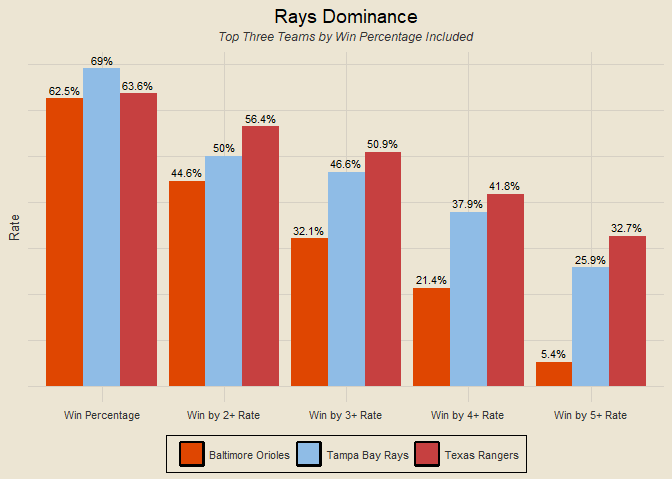 Rays Dominance
Top Three Teams by Win Percentage Included
Rate
62.5%
69%
63.6%
44.6%
50%
56.4%
32.1%
46.6%
50.9%
21.4%
37.9%
41.8%
5.4%
25.9%
32.7%
Win Percentage
Win by 2+ Rate
Win by 3+ Rate
Win by 4+ Rate
Win by 5+ Rate
Baltimore Orioles
Tampa Bay Rays
Texas Rangers